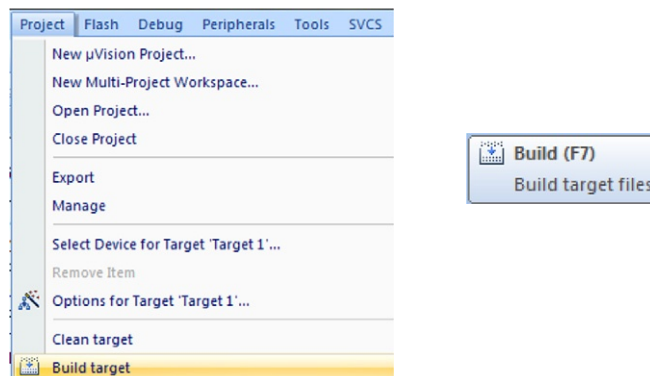 Project Flash Debug Peripherals Tools SVCS
New µVision Project...
New Multi-Project Workspace...
Open Project...
Close Project
Export
Manage
Select Device for Target 'Target 1'...
Remove Item
Options for Target 'Target 1'...
Clean target
Build target
Build (F7)
Build target files